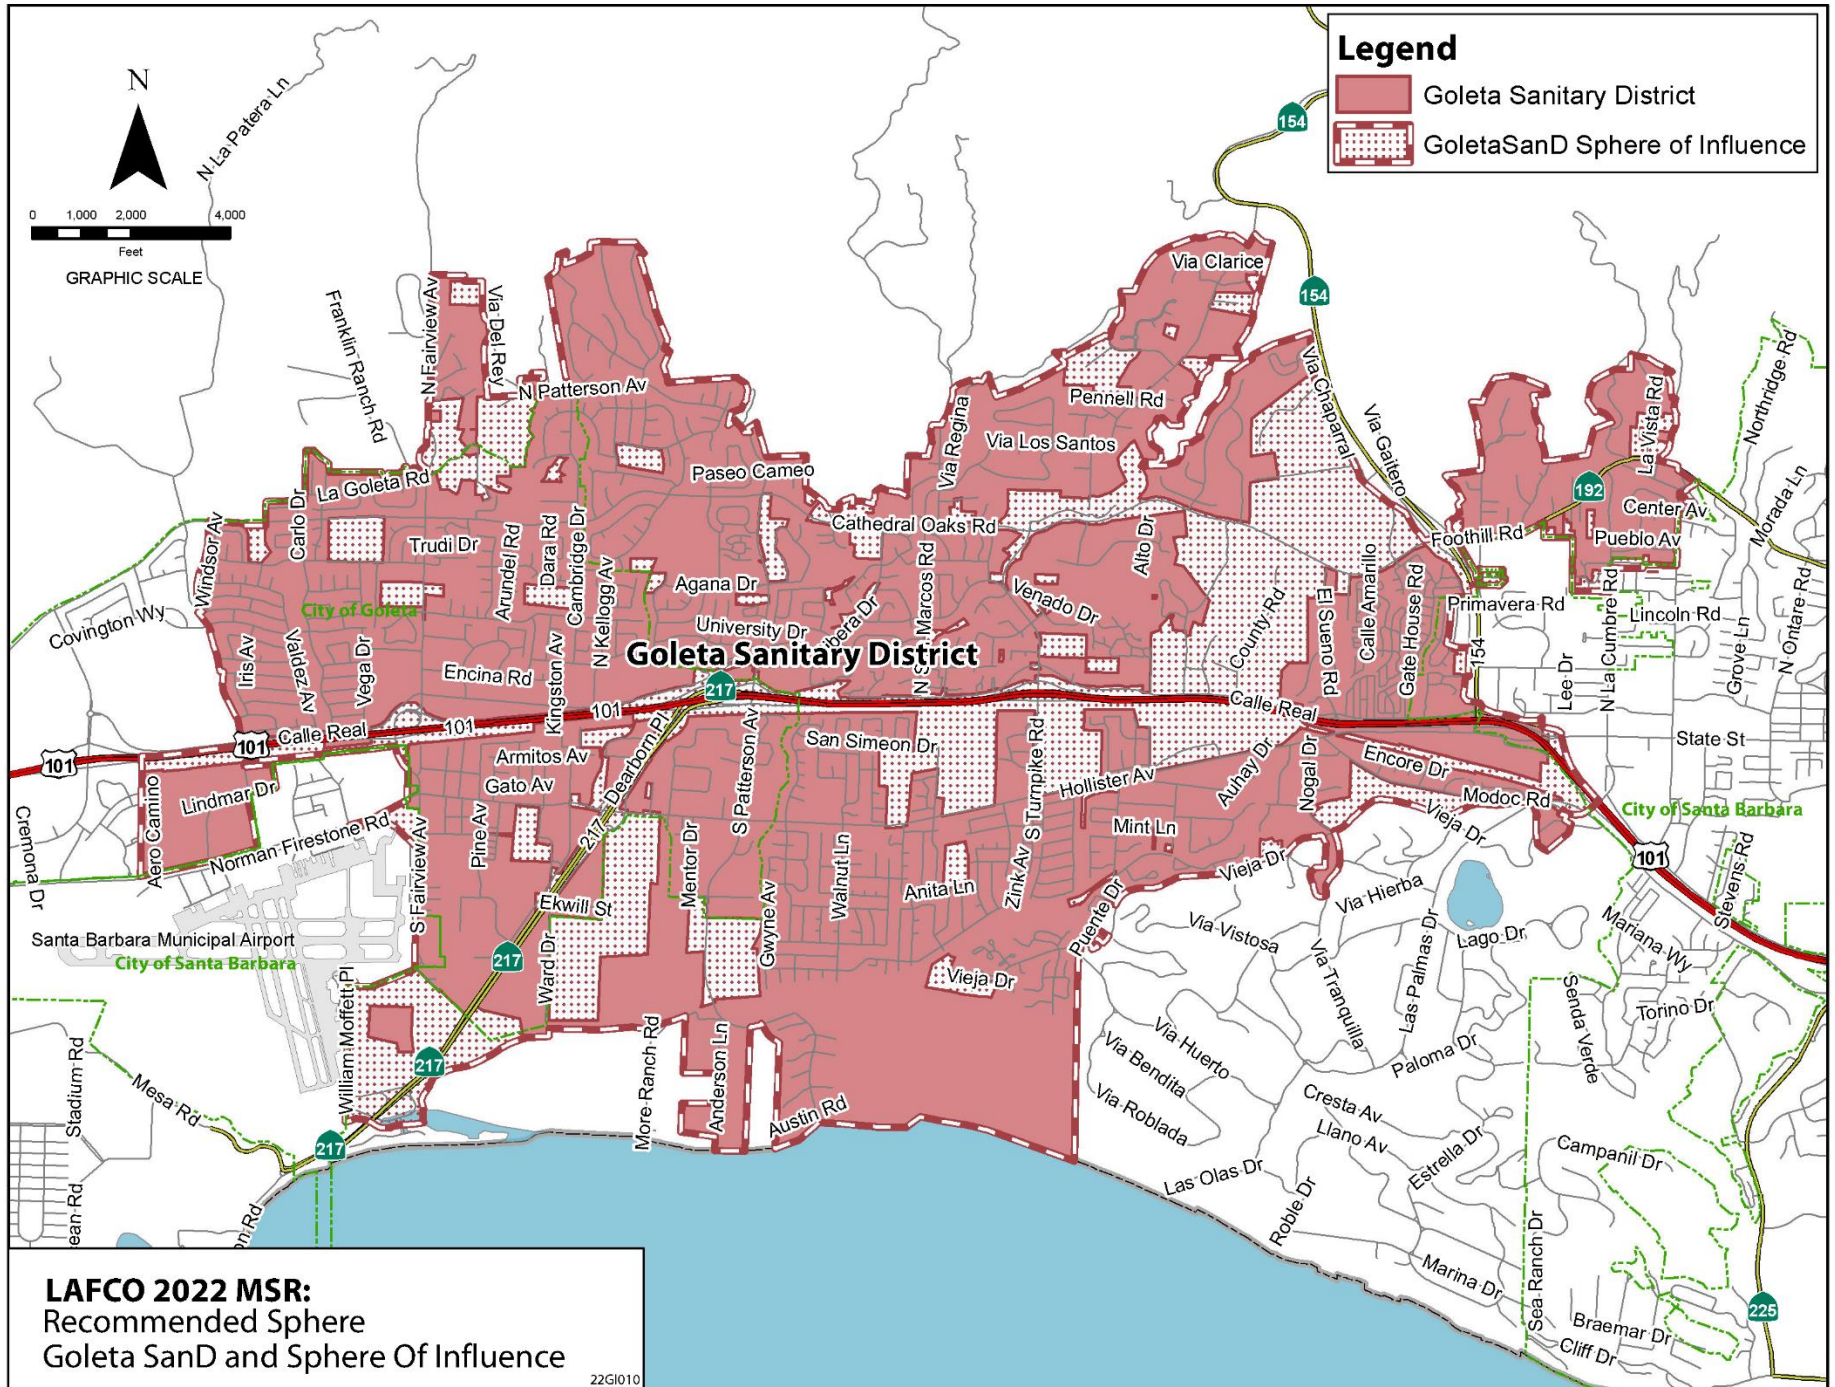 Legend
Goleta Sanitary District
GoletaSanD Sphere of Influence
N
0 1,000 2,000 4,000
Feet
GRAPHIC SCALE
N La Patera Ln
154
154
Via Clarice
Franklin Ranch Rd
N Fairview Av
Via Del Rey
N Patterson Av
Pennell Rd
Via Regina
Via Los Santos
Via Chaparral
Via Gaitero
La Vista Rd
Northridge Rd
Morada Ln
192
La Goleta Rd
Paseo Cameo
Cathedral Oaks Rd
Center Av
Foothill Rd
Pueblo Av
Windsor Av
Carlo Dr
Trudi Dr
Arundel Rd
Dara Rd
Cambridge Dr
N Kellogg Av
Agana Dr
N San Marcos Rd
Alto Dr
Venado Dr
Calle Amarillo
El Sueno Rd
Gate House Rd
Primavera Rd
Lincoln Rd
N La Cumbre Rd
N Ontare Rd
City of Goleta
Covington Wy
University Dr
Goleta Sanitary District
County Rd
154
Lee Dr
Grove Ln
Iris Av
Valdez Av
Vega Dr
Encina Rd
Kingston Av
217
101
101
Calle Real
101
101
Calle Real
State St
Armitos Av
Dearborn Pl
S Patterson Av
San Simeon Dr
S Turnpike Rd
Hollister Av
Auhay Dr
Nogal Dr
Encore Dr
Modoc Rd
City of Santa Barbara
Aero Camino
Lindmar Dr
Gato Av
Cremona Dr
Norman Firestone Rd
Pine Av
217
Mentor Dr
Walnut Ln
Mint Ln
Vieja Dr
Vieja Dr
101
Stevens Rd
S Fairview Av
Ekwill St
Gwyne Av
Anita Ln
Zink Av
Puente Dr
Via Hierba
Via Vistosa
Las Palmas Dr
Lago Dr
Mariana Wy
Santa Barbara Municipal Airport
City of Santa Barbara
217
Ward Dr
Vieja Dr
Via Tranquilla
Senda Verde
Torino Dr
William Moffett Pl
217
More Ranch Rd
Anderson Ln
Via Huerto
Via Bendita
Paloma Dr
Stadium Rd
Mesa Rd
217
Austin Rd
Via Roblada
Cresta Av
Llano Av
Estrella Dr
Campanil Dr
Las Olas Dr
Roble Dr
Sea Ranch Dr
Marina Dr
225
Braemar Dr
Cliff Dr
LAFCO 2022 MSR:
Recommended Sphere
Goleta SanD and Sphere Of Influence
22GI010